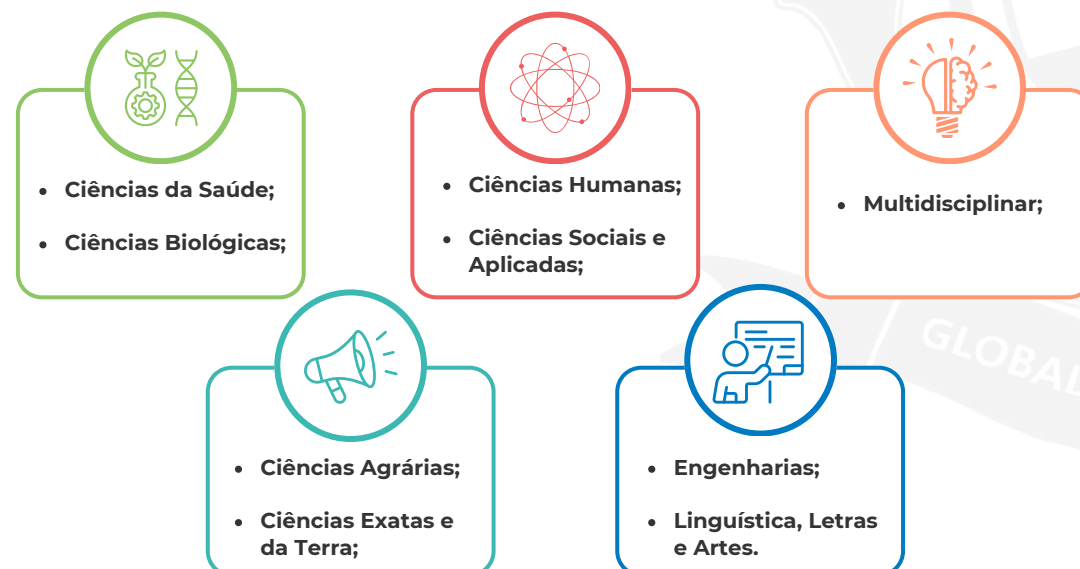 • Ciências da Saúde;
• Ciências Biológicas;
• Ciências Humanas;
• Ciências Sociais e
Aplicadas;
• Multidisciplinar;
GLOBAL
• Ciências Agrárias;
• Ciências Exatas e
da Terra;
• Engenharias;
• Linguística, Letras
e Artes.